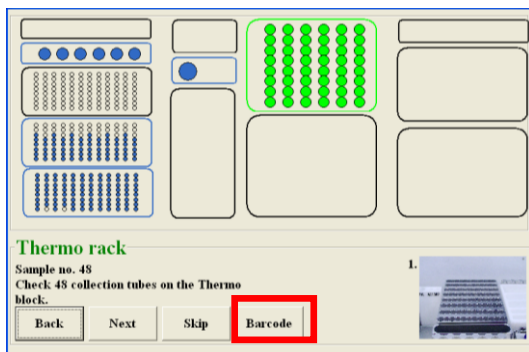 Thermo rack
Sample no. 48
Check 48 collection tubes on the Thermo
block.
1.
Back Next Skip Barcode